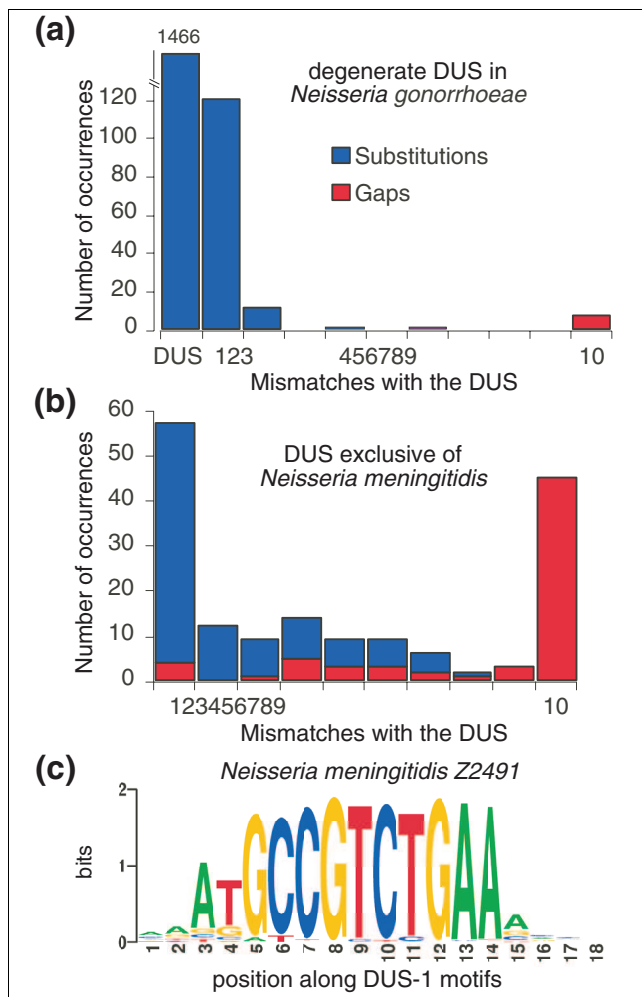 (a)
1466
degenerate DUS in
Neisseria gonorrhoeae
Substitutions
Gaps
Number of occurrences
120
100
80
60
40
20
0
DUS 123 456789 10
Mismatches with the DUS
(b)
DUS exclusive of
Neisseria meningitidis
Number of occurrences
60
50
40
30
20
10
0
123456789 10
Mismatches with the DUS
(c)
Neisseria meningitidis Z2491
bits
2
1
0
ATGCCGTCTGAAA
1 2 3 4 5 6 7 8 9 10 11 12 13 14 15 16 17 18
position along DUS-1 motifs